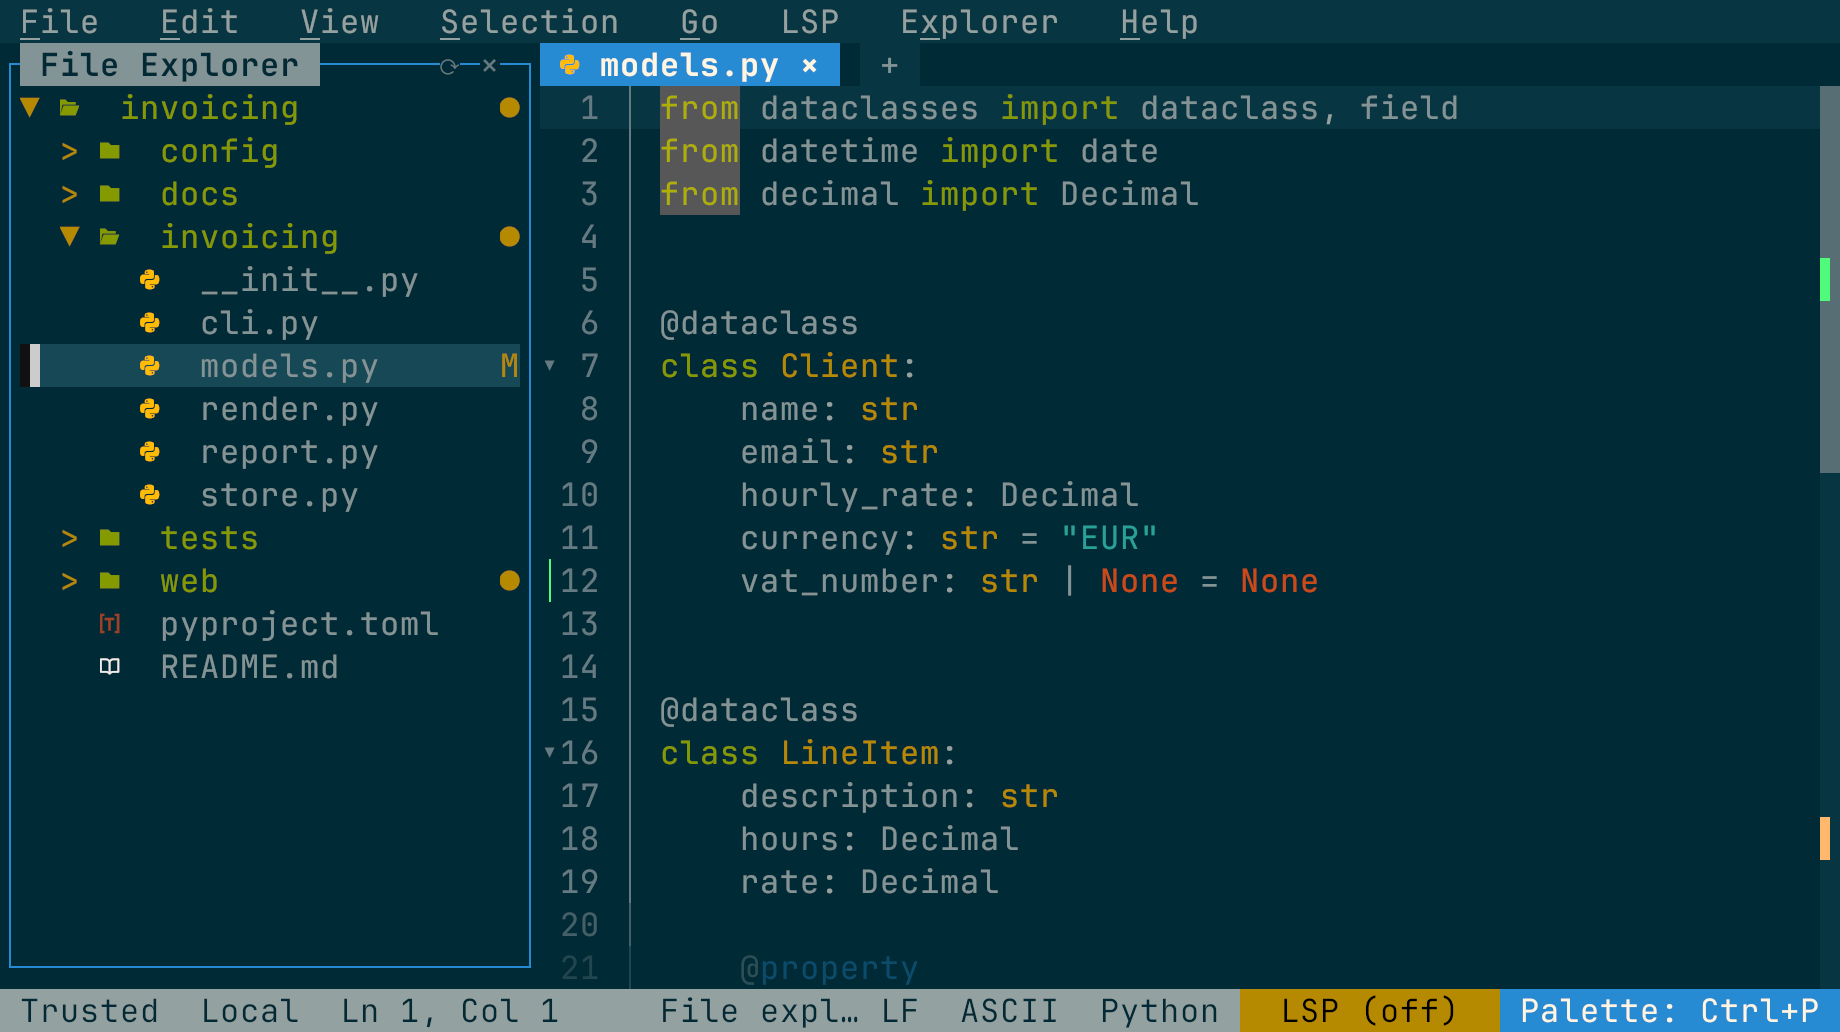 File Edit View Selection Go LSP Explorer Help
File Explorer ⟳ ×
models.py × +
▼ invoicing ●
> config
> docs
▼ invoicing ●
__init__.py
cli.py
models.py M
render.py
report.py
store.py
> tests
> web ●
[T] pyproject.toml
README.md
1 from dataclasses import dataclass, field
2 from datetime import date
3 from decimal import Decimal
4
5
6 @dataclass
▾ 7 class Client:
8     name: str
9     email: str
10     hourly_rate: Decimal
11     currency: str = "EUR"
12     vat_number: str | None = None
13
14
15 @dataclass
▾ 16 class LineItem:
17     description: str
18     hours: Decimal
19     rate: Decimal
20
21     @property
Trusted Local Ln 1, Col 1 File expl… LF ASCII Python LSP (off) Palette: Ctrl+P